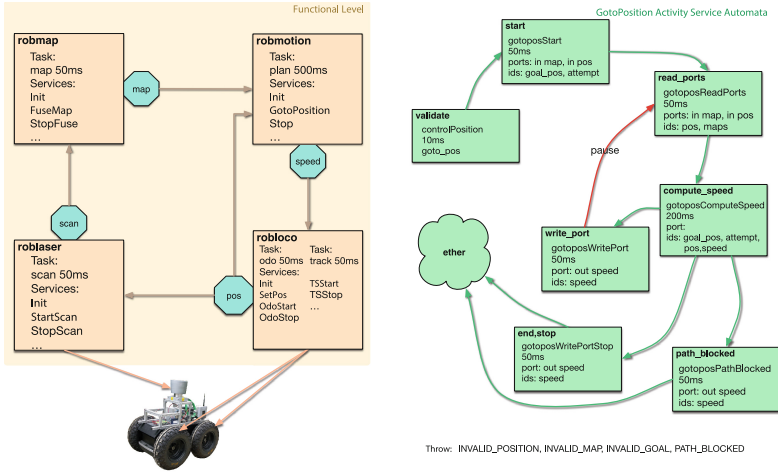 Functional Level
robmap
Task:
map 50ms
Services:
Init
FuseMap
StopFuse
...
map
robmotion
Task:
plan 500ms
Services:
Init
GotoPosition
Stop
...
speed
scan
roblaser
Task:
scan 50ms
Services:
Init
StartScan
StopScan
...
pos
robloco
Task: Task:
odo 50ms track 50ms
Services:
Init TSStart
SetPos TSStop
OdoStart ...
OdoStop
GotoPosition Activity Service Automata
start
gotoposStart
50ms
ports: in map, in pos
ids: goal_pos, attempt
read_ports
gotoposReadPorts
50ms
ports: in map, in pos
ids: pos, maps
validate
controlPosition
10ms
goto_pos
pause
compute_speed
gotoposComputeSpeed
200ms
port:
ids: goal_pos, attempt,
pos,speed
write_port
gotoposWritePort
50ms
port: out speed
ids: speed
ether
end,stop
gotoposWritePortStop
50ms
port: out speed
ids: speed
path_blocked
gotoposPathBlocked
50ms
port: out speed
ids: speed
Throw: INVALID_POSITION, INVALID_MAP, INVALID_GOAL, PATH_BLOCKED